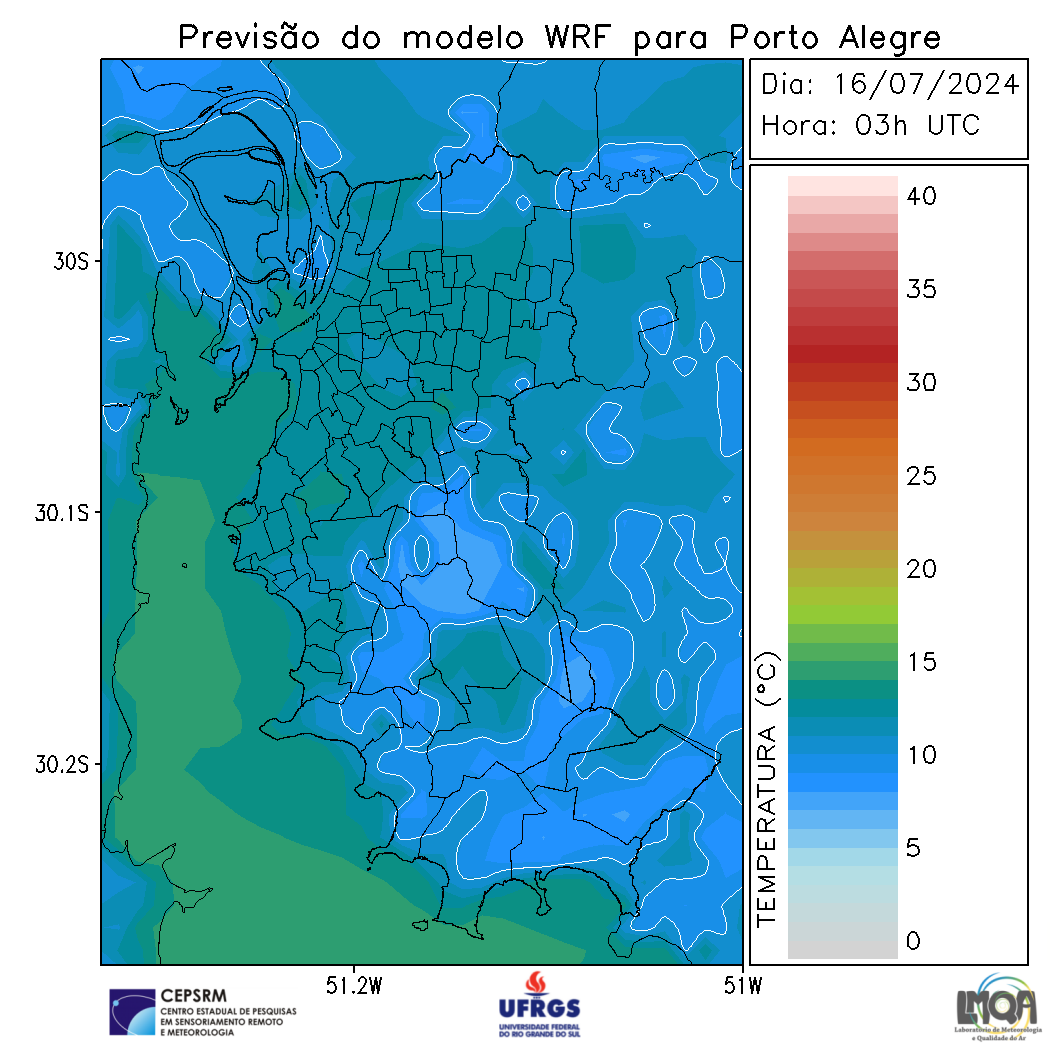 Previsão do modelo WRF para Porto Alegre
Dia: 16/07/2024
Hora: 03h UTC
30S
30.1S
30.2S
51.2W
51W
TEMPERATURA (°C)
40
35
30
25
20
15
10
5
0
CEPSRM
CENTRO ESTADUAL DE PESQUISAS
EM SENSORIAMENTO REMOTO
E METEOROLOGIA
UFRGS
UNIVERSIDADE FEDERAL
DO RIO GRANDE DO SUL
LMQA
Laboratório de Meteorologia
e Qualidade do Ar